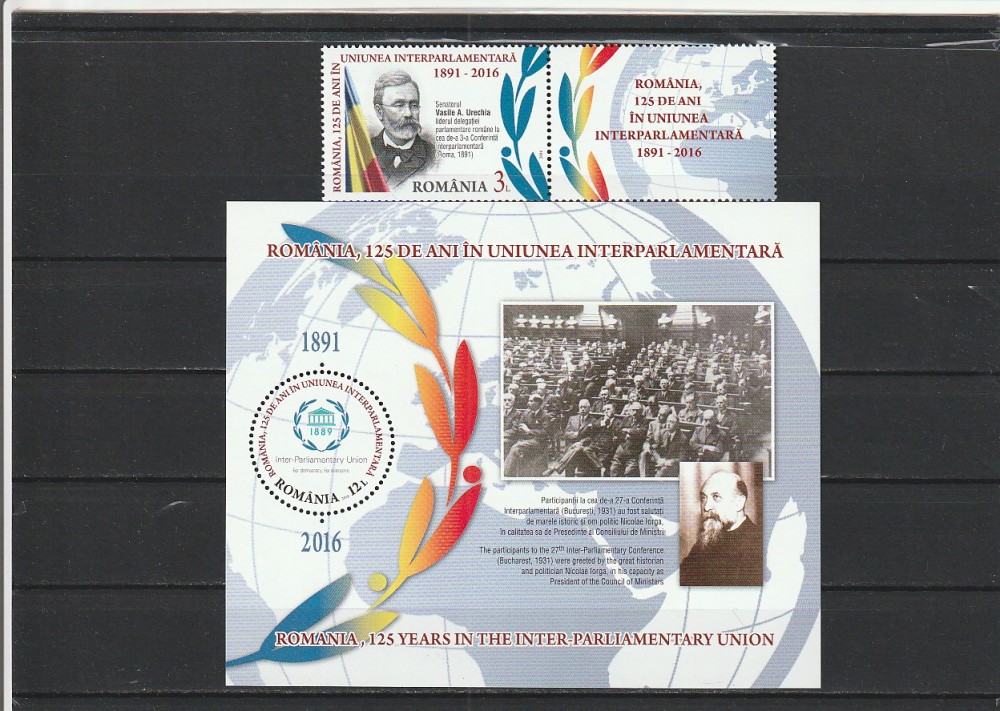 ROMÂNIA, 125 DE ANI ÎN
UNIUNEA INTERPARLAMENTARĂ
1891 - 2016
Senatorul
Vasile A. Urechia
liderul delegației
parlamentare române la
cea de-a 3-a Conferință
Interparlamentară
(Roma, 1891)
ROMÂNIA 3L
ROMÂNIA,
125 DE ANI
ÎN UNIUNEA
INTERPARLAMENTARĂ
1891 - 2016
ROMÂNIA, 125 DE ANI ÎN UNIUNEA INTERPARLAMENTARĂ
1891
ROMÂNIA, 125 DE ANI ÎN UNIUNEA INTERPARLAMENTARĂ
1889
Inter-Parliamentary Union
For democracy. For everyone.
ROMÂNIA 12L
2016
Participanții la cea de-a 27-a Conferință
Interparlamentară (București, 1931) au fost salutați
de marele istoric și om politic Nicolae Iorga,
în calitatea sa de Președinte al Consiliului de Miniștri
The participants to the 27th Inter-Parliamentary Conference
(Bucharest, 1931) were greeted by the great historian
and politician Nicolae Iorga, in his capacity as
President of the Council of Ministers
ROMÂNIA, 125 YEARS IN THE INTER-PARLIAMENTARY UNION